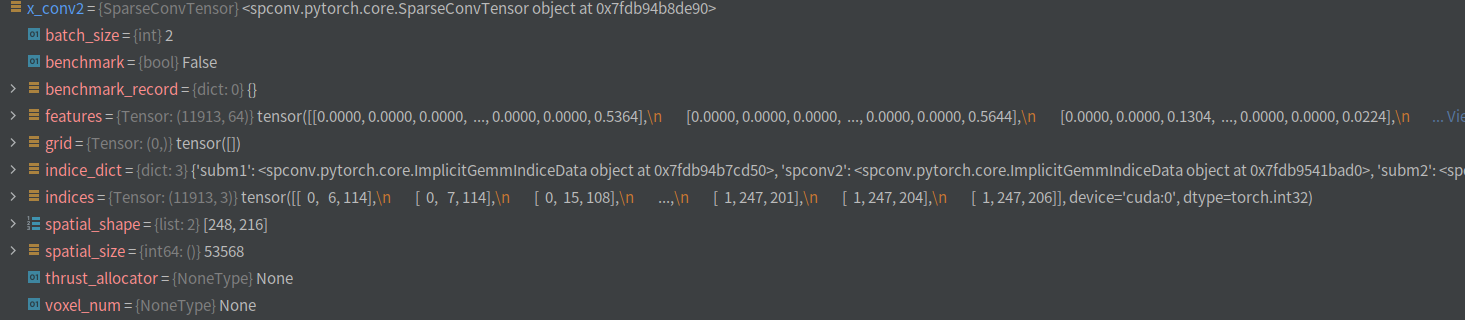 x_conv2 = {SparseConvTensor} <spconv.pytorch.core.SparseConvTensor object at 0x7fdb94b8de90>
01 batch_size = {int} 2
01 benchmark = {bool} False
benchmark_record = {dict: 0} {}
features = {Tensor: (11913, 64)} tensor([[0.0000, 0.0000, 0.0000, ..., 0.0000, 0.0000, 0.5364],\n [0.0000, 0.0000, 0.0000, ..., 0.0000, 0.0000, 0.5644],\n [0.0000, 0.0000, 0.1304, ..., 0.0000, 0.0000, 0.0224],\n ... Vie
grid = {Tensor: (0,)} tensor([])
indice_dict = {dict: 3} {'subm1': <spconv.pytorch.core.ImplicitGemmIndiceData object at 0x7fdb94b7cd50>, 'spconv2': <spconv.pytorch.core.ImplicitGemmIndiceData object at 0x7fdb9541bad0>, 'subm2': <spc
indices = {Tensor: (11913, 3)} tensor([[ 0, 6,114],\n [ 0, 7,114],\n [ 0, 15,108],\n ...,\n [ 1,247,201],\n [ 1,247,204],\n [ 1,247,206]], device='cuda:0', dtype=torch.int32)
spatial_shape = {list: 2} [248, 216]
spatial_size = {int64: ()} 53568
01 thrust_allocator = {NoneType} None
01 voxel_num = {NoneType} None